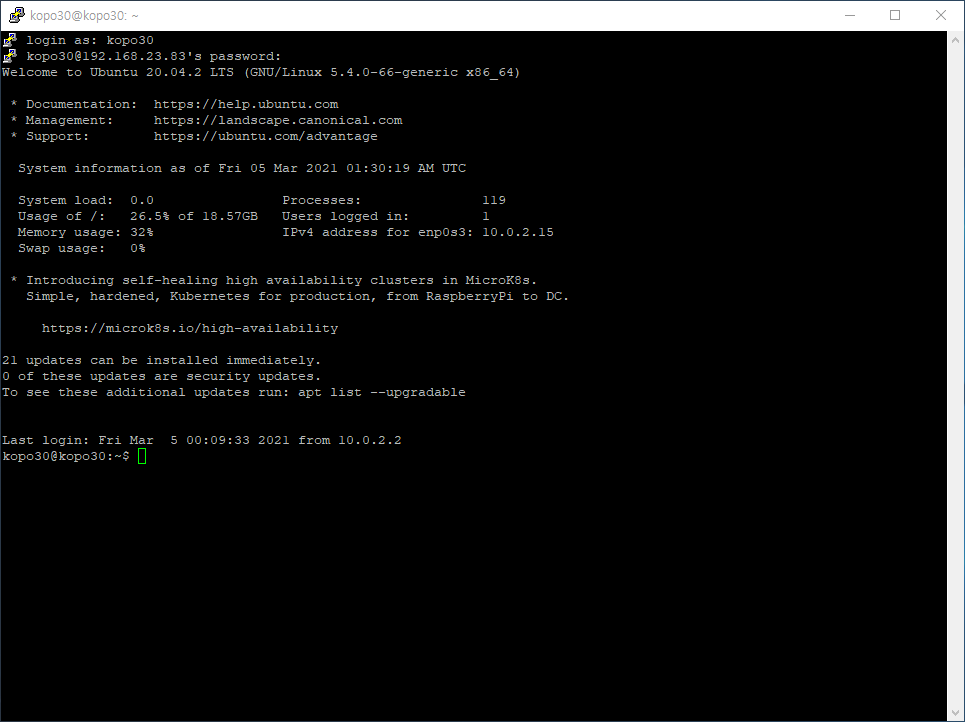 kopo30@kopo30: ~
login as: kopo30
kopo30@192.168.23.83's password:
Welcome to Ubuntu 20.04.2 LTS (GNU/Linux 5.4.0-66-generic x86_64)
* Documentation:  https://help.ubuntu.com
* Management:     https://landscape.canonical.com
* Support:        https://ubuntu.com/advantage
System information as of Fri 05 Mar 2021 01:30:19 AM UTC
System load:  0.0                Processes:               119
Usage of /:   26.5% of 18.57GB   Users logged in:         1
Memory usage: 32%                IPv4 address for enp0s3: 10.0.2.15
Swap usage:   0%
* Introducing self-healing high availability clusters in MicroK8s.
Simple, hardened, Kubernetes for production, from RaspberryPi to DC.
https://microk8s.io/high-availability
21 updates can be installed immediately.
0 of these updates are security updates.
To see these additional updates run: apt list --upgradable
Last login: Fri Mar  5 00:09:33 2021 from 10.0.2.2
kopo30@kopo30:~$